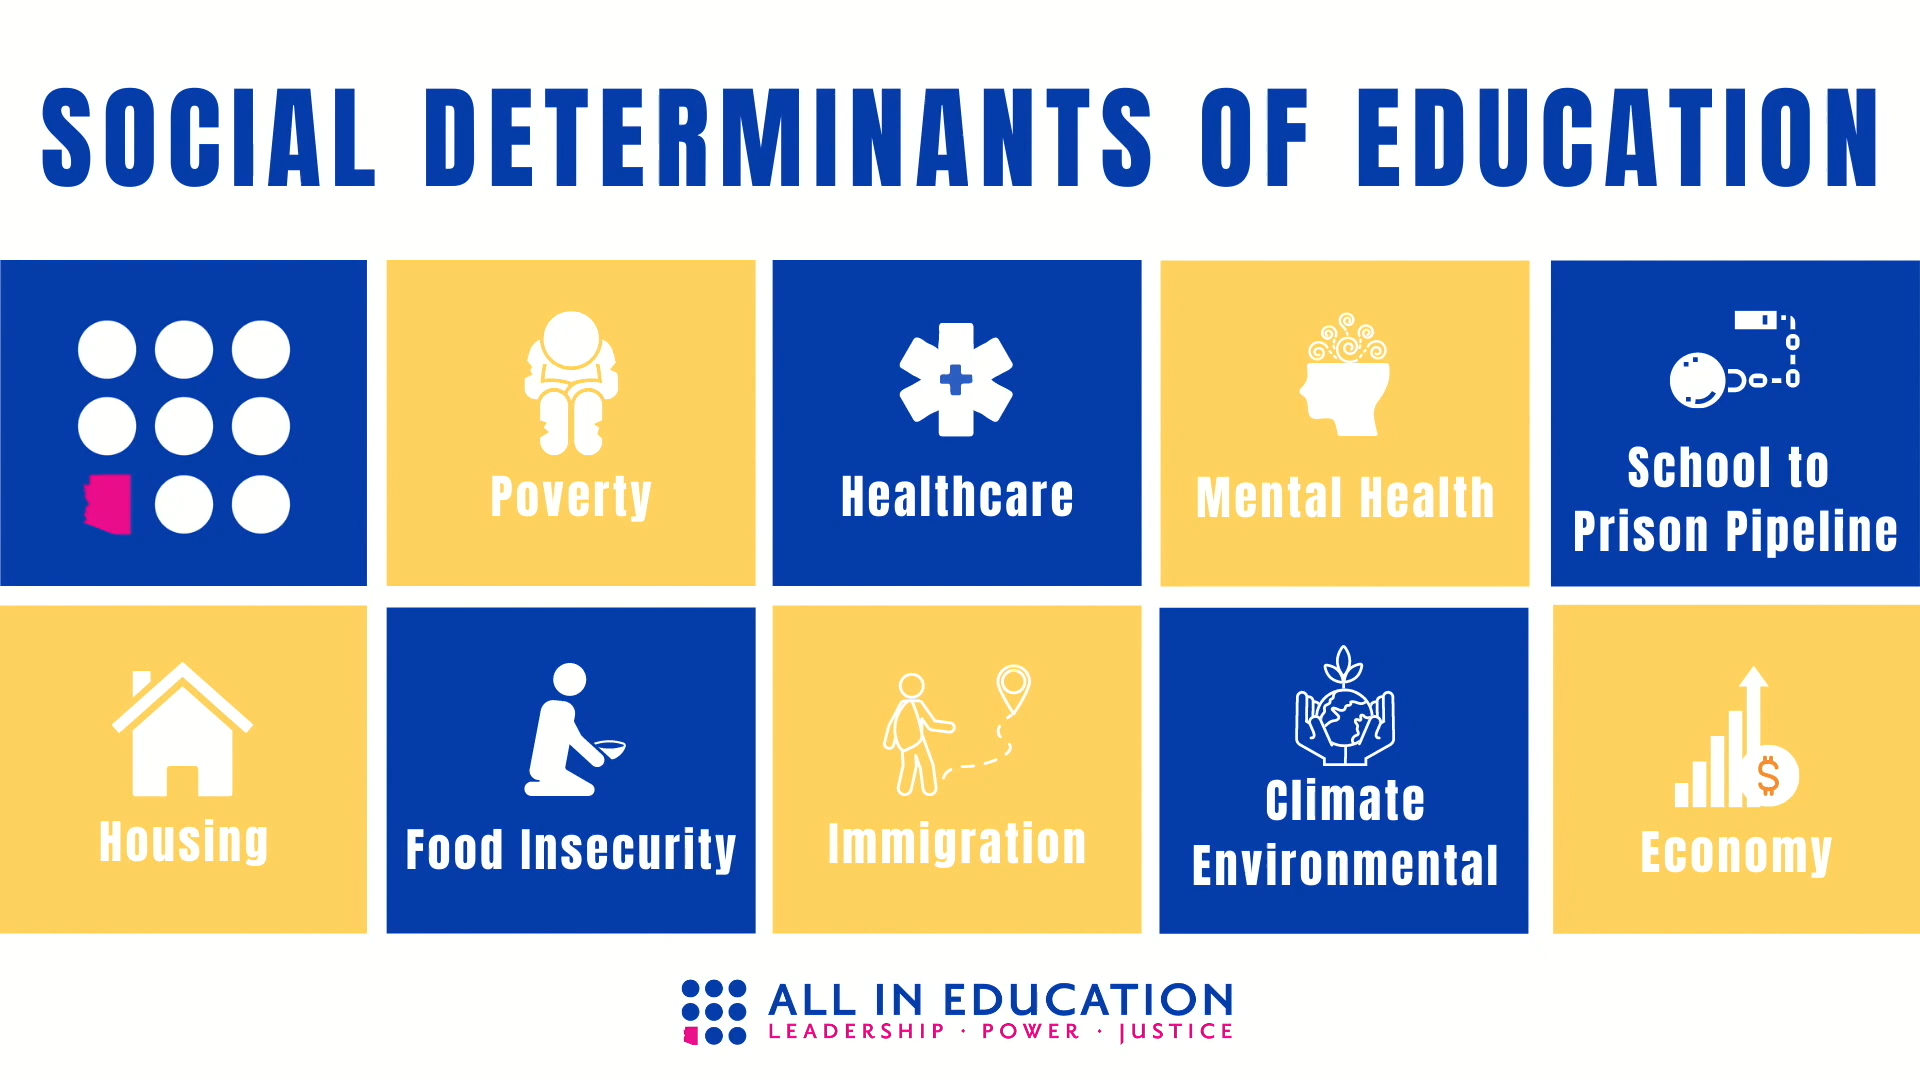 SOCIAL DETERMINANTS OF EDUCATION
Poverty
Healthcare
Mental Health
School to
Prison Pipeline
Housing
Food Insecurity
Immigration
Climate
Environmental
$
Economy
ALL IN EDUCATION
LEADERSHIP · POWER · JUSTICE